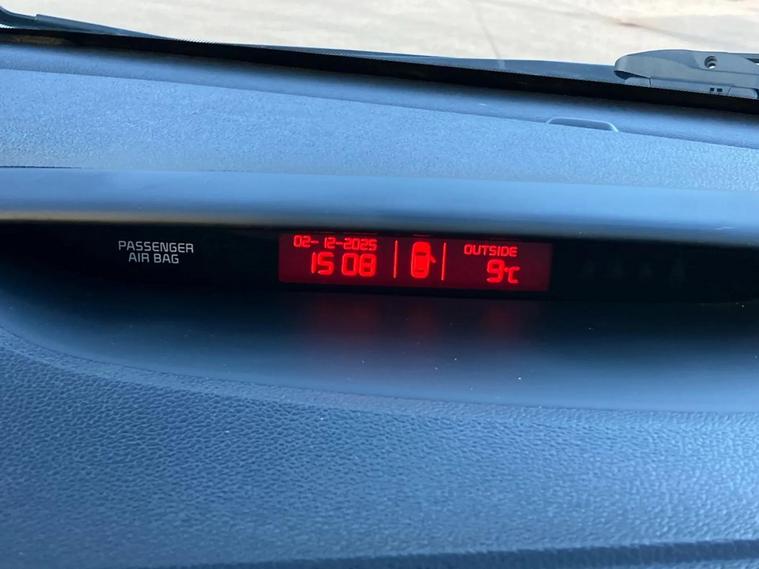 PASSENGER
AIR BAG
02-12-2025
15 08
OUTSIDE
9°C